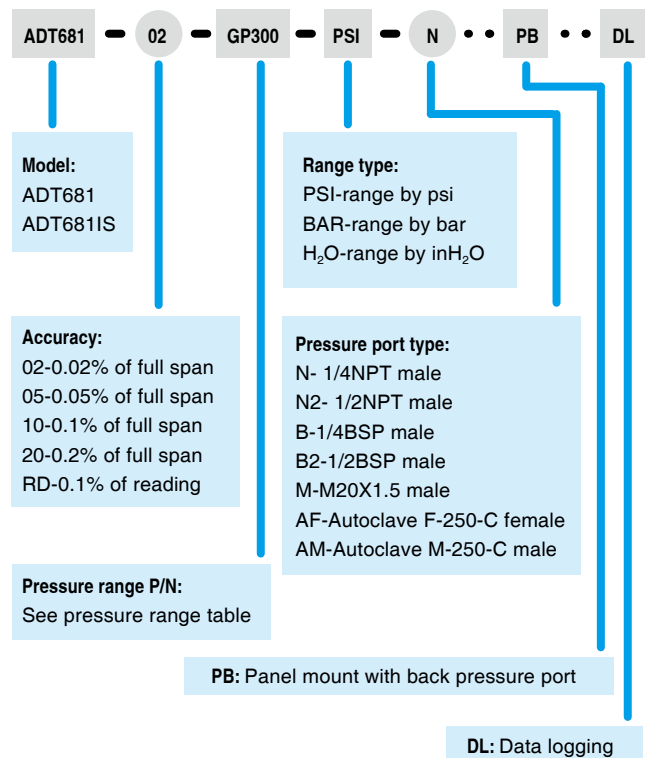 ADT681 – 02 – GP300 – PSI – N ·· PB ·· DL
Model:
ADT681
ADT681IS
Range type:
PSI-range by psi
BAR-range by bar
H₂O-range by inH₂O
Accuracy:
02-0.02% of full span
05-0.05% of full span
10-0.1% of full span
20-0.2% of full span
RD-0.1% of reading
Pressure port type:
N- 1/4NPT male
N2- 1/2NPT male
B-1/4BSP male
B2-1/2BSP male
M-M20X1.5 male
AF-Autoclave F-250-C female
AM-Autoclave M-250-C male
Pressure range P/N:
See pressure range table
PB: Panel mount with back pressure port
DL: Data logging